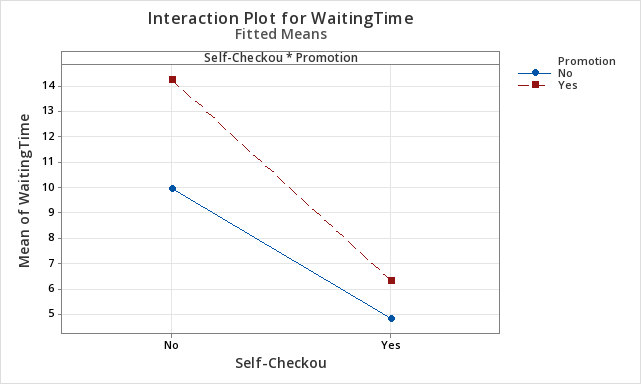 Interaction Plot for WaitingTime
Fitted Means
Self-Checkou * Promotion
Promotion
No
Yes
Mean of WaitingTime
14
13
12
11
10
9
8
7
6
5
No Yes
Self-Checkou